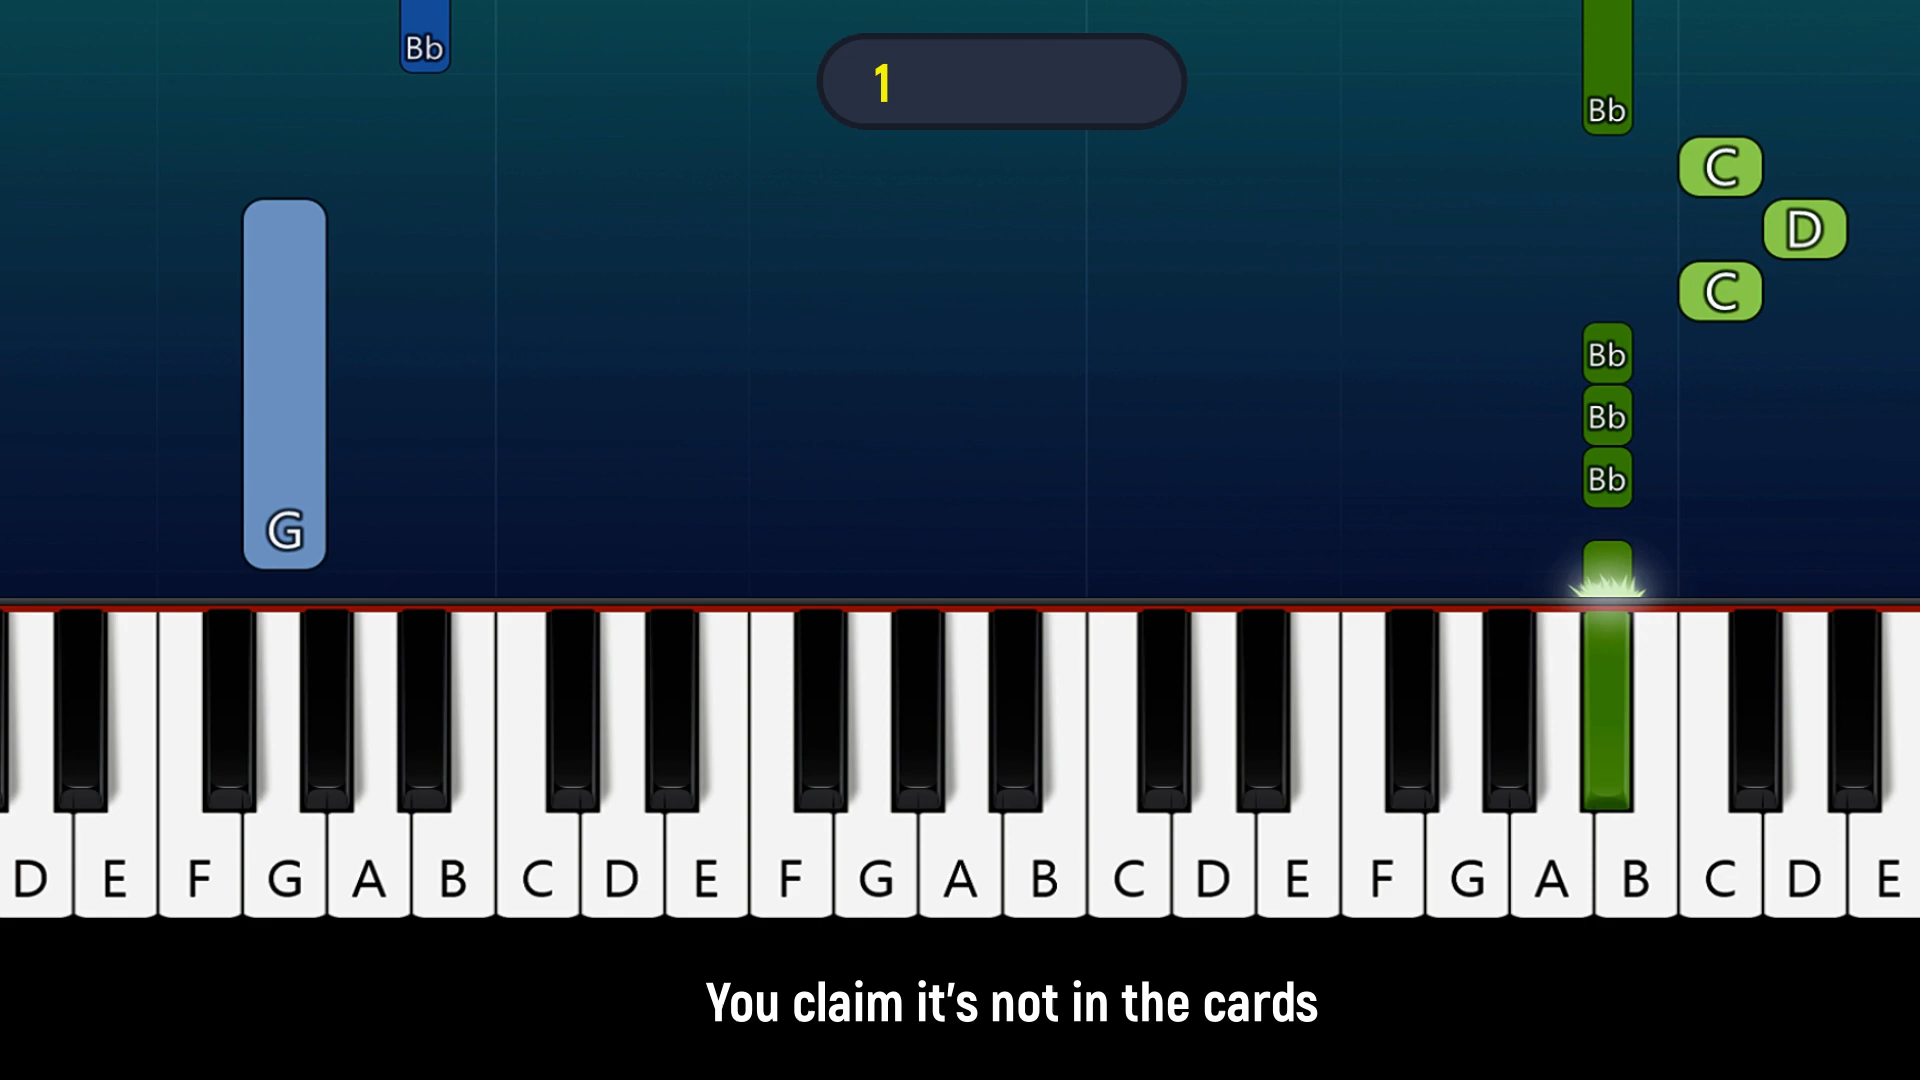 Bb
1
Bb
C
D
C
Bb
Bb
G
Bb
D E F G A B C D E F G A B C D E F G A B C D E
You claim it's not in the cards